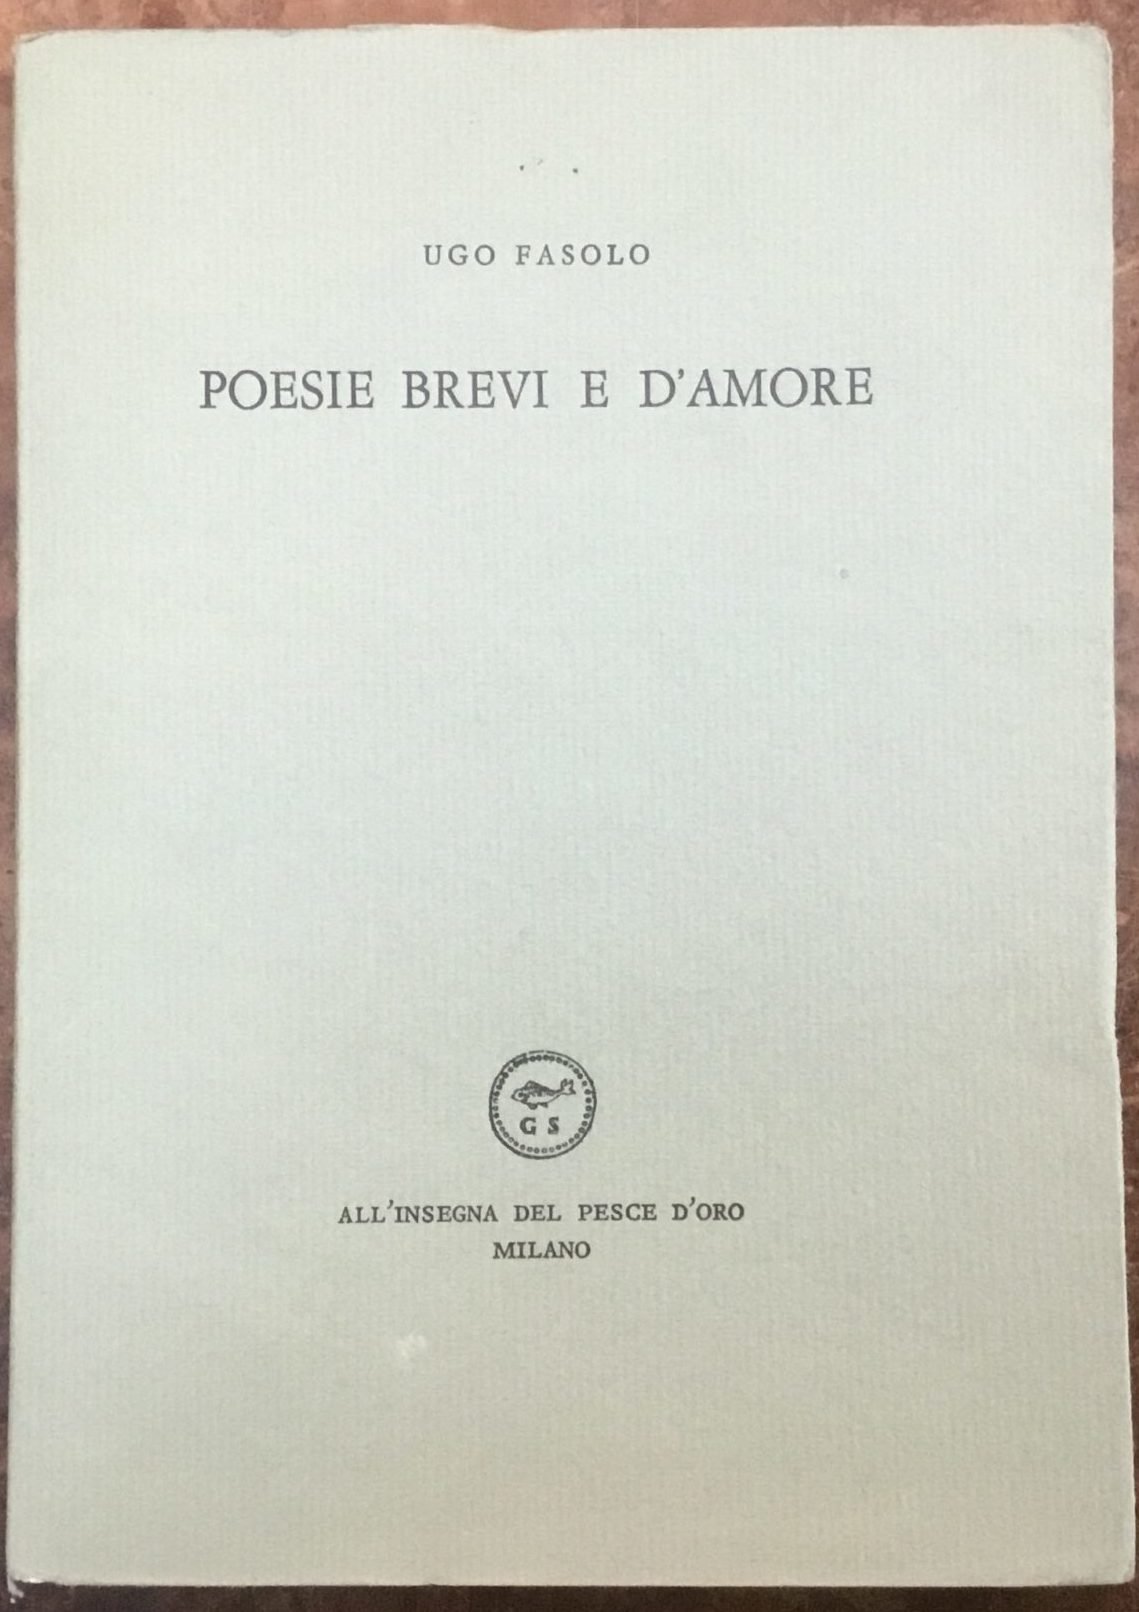 UGO FASOLO
POESIE BREVI E D'AMORE
G S
ALL'INSEGNA DEL PESCE D'ORO
MILANO